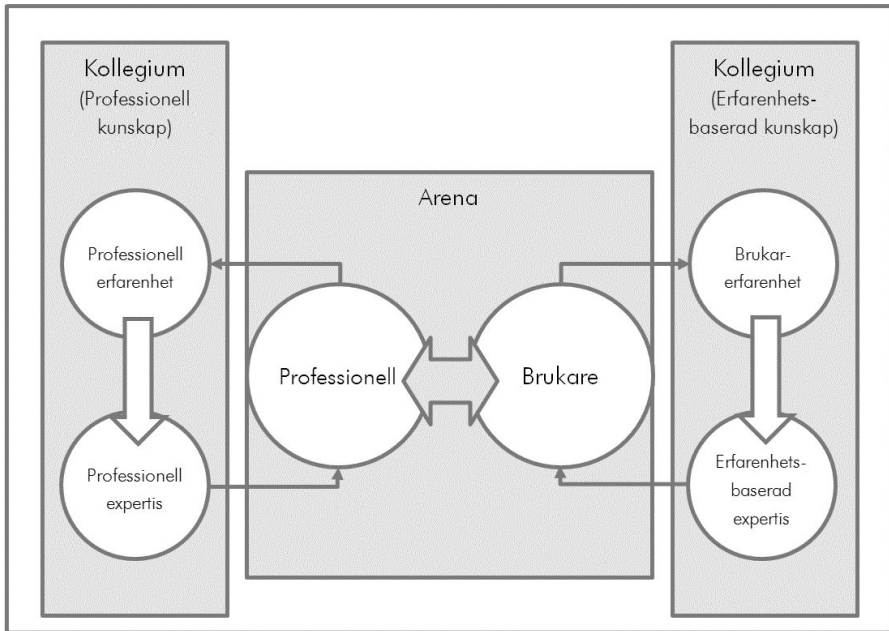 Kollegium
(Professionell
kunskap)
Professionell
erfarenhet
Professionell
expertis
Arena
Professionell
Brukare
Kollegium
(Erfarenhets-
baserad kunskap)
Brukar-
erfarenhet
Erfarenhets-
baserad
expertis